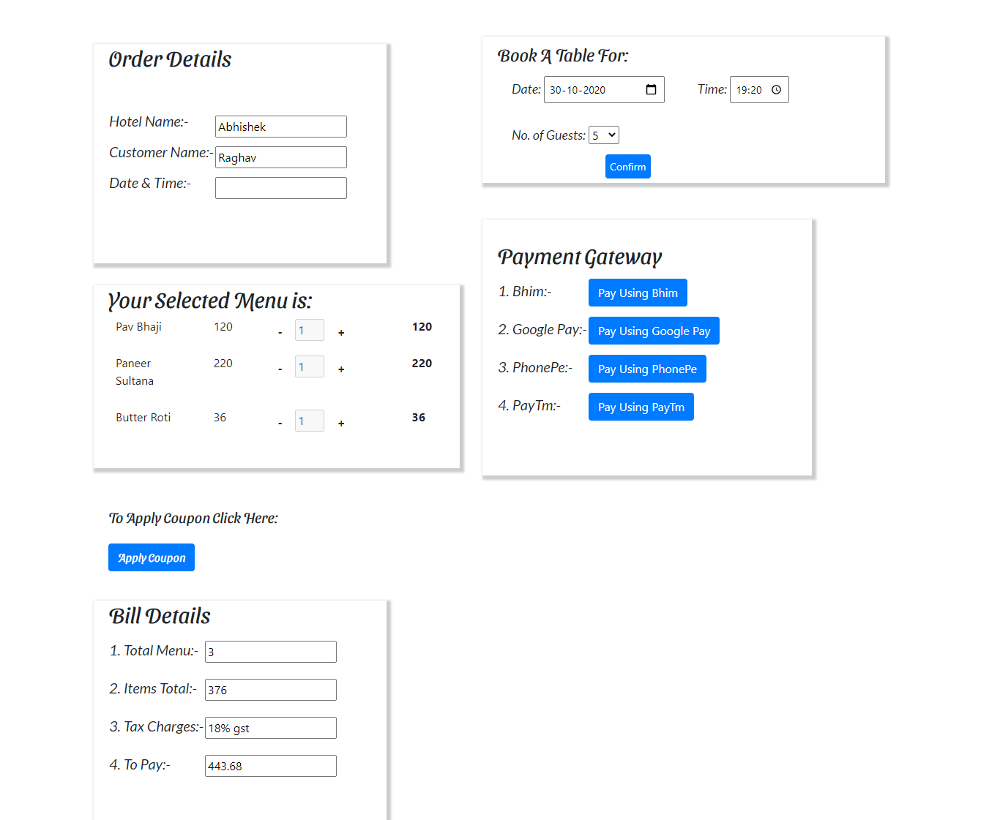 Order Details
Hotel Name:- Abhishek
Customer Name:- Raghav
Date & Time:-
Book A Table For:
Date: 30-10-2020 Time: 19:20
No. of Guests: 5
Confirm
Your Selected Menu is:
Pav Bhaji 120 - 1 + 120
Paneer 220 - 1 + 220
Sultana
Butter Roti 36 - 1 + 36
Payment Gateway
1. Bhim:- Pay Using Bhim
2. Google Pay:- Pay Using Google Pay
3. PhonePe:- Pay Using PhonePe
4. PayTm:- Pay Using PayTm
To Apply Coupon Click Here:
Apply Coupon
Bill Details
1. Total Menu:- 3
2. Items Total:- 376
3. Tax Charges:- 18% gst
4. To Pay:- 443.68